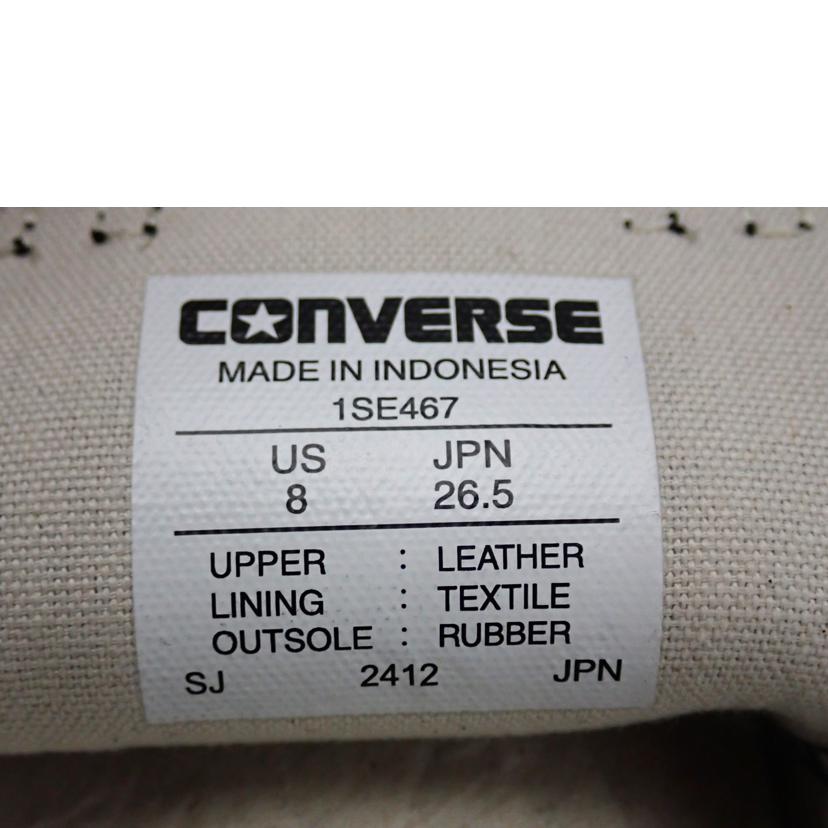 CONVERSE
MADE IN INDONESIA
1SE467
US JPN
8 26.5
UPPER : LEATHER
LINING : TEXTILE
OUTSOLE : RUBBER
SJ 2412 JPN